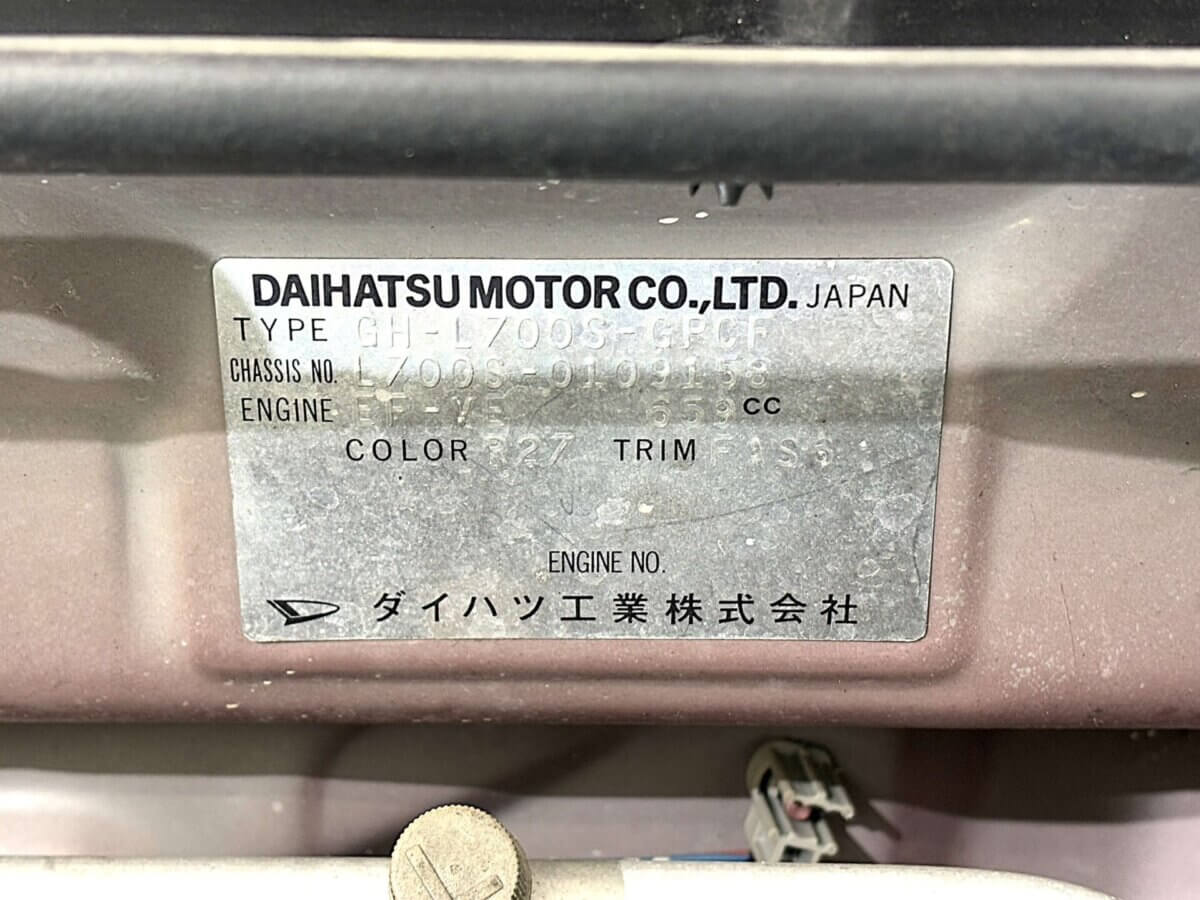 DAIHATSU MOTOR CO.,LTD. JAPAN
TYPE GH-L700S-GPCF
CHASSIS NO. L700S-0109158
ENGINE EF-VE 659 CC
COLOR R27 TRIM
ENGINE NO.
ダイハツ工業株式会社